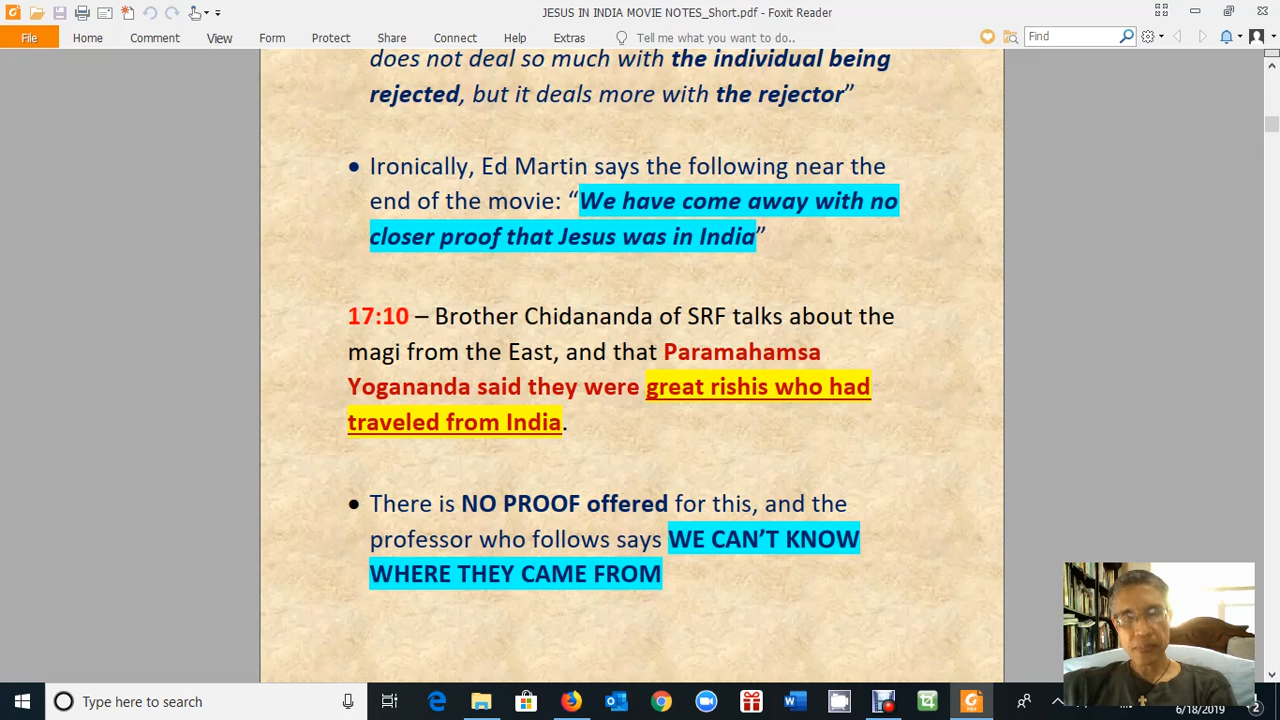 JESUS IN INDIA MOVIE NOTES_Short.pdf - Foxit Reader
File Home Comment View Form Protect Share Connect Help Extras Tell me what you want to do.. Find
does not deal so much with the individual being
rejected, but it deals more with the rejector”
• Ironically, Ed Martin says the following near the
end of the movie: “We have come away with no
closer proof that Jesus was in India”
17:10 – Brother Chidananda of SRF talks about the
magi from the East, and that Paramahamsa
Yogananda said they were great rishis who had
traveled from India.
• There is NO PROOF offered for this, and the
professor who follows says WE CAN’T KNOW
WHERE THEY CAME FROM
Type here to search
6/18/2019